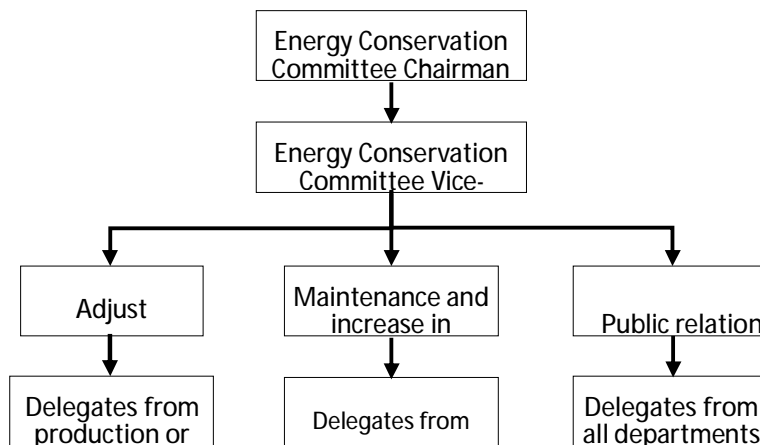 Energy Conservation
Committee Chairman
Energy Conservation
Committee Vice-
Adjust
Maintenance and
increase in
Public relation
Delegates from
production or
Delegates from
Delegates from
all departments